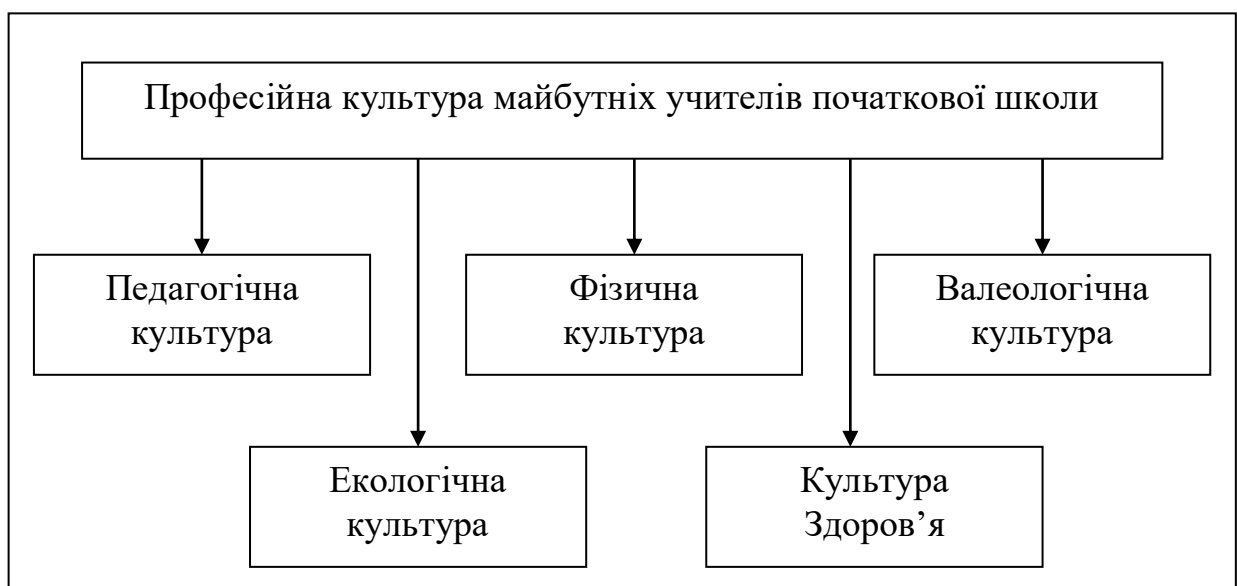 Професійна культура майбутніх учителів початкової школи
Педагогічна
культура
Фізична
культура
Валеологічна
культура
Екологічна
культура
Культура
Здоров’я